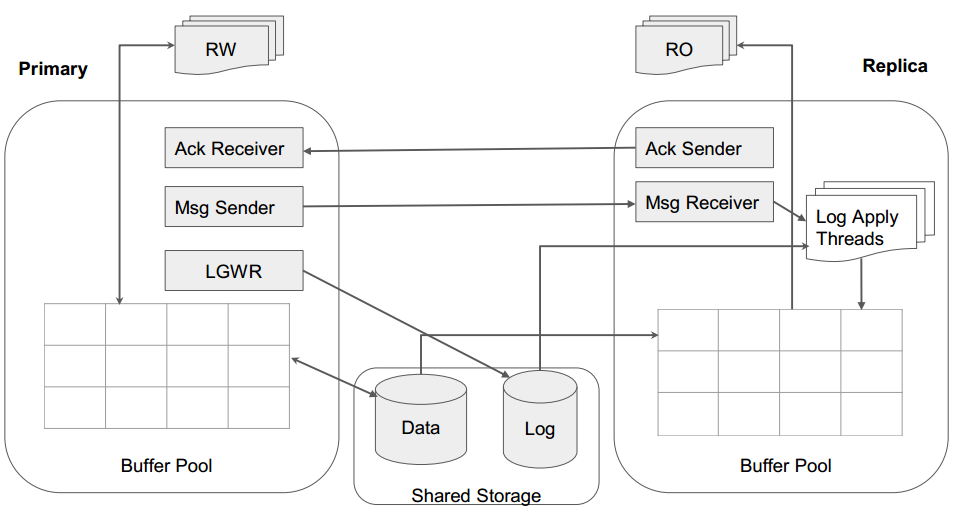 RW
RO
Primary
Replica
Ack Receiver
Ack Sender
Msg Sender
Msg Receiver
Log Apply
Threads
LGWR
Data
Log
Buffer Pool
Buffer Pool
Shared Storage